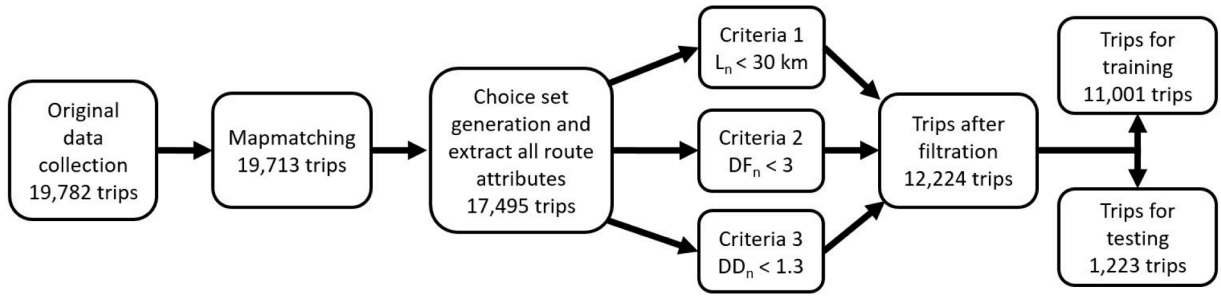 Original
data
collection
19,782 trips
Mapmatching
19,713 trips
Choice set
generation and
extract all route
attributes
17,495 trips
Criteria 1
Lₙ < 30 km
Criteria 2
DFₙ < 3
Criteria 3
DDₙ < 1.3
Trips after
filtration
12,224 trips
Trips for
training
11,001 trips
Trips for
testing
1,223 trips